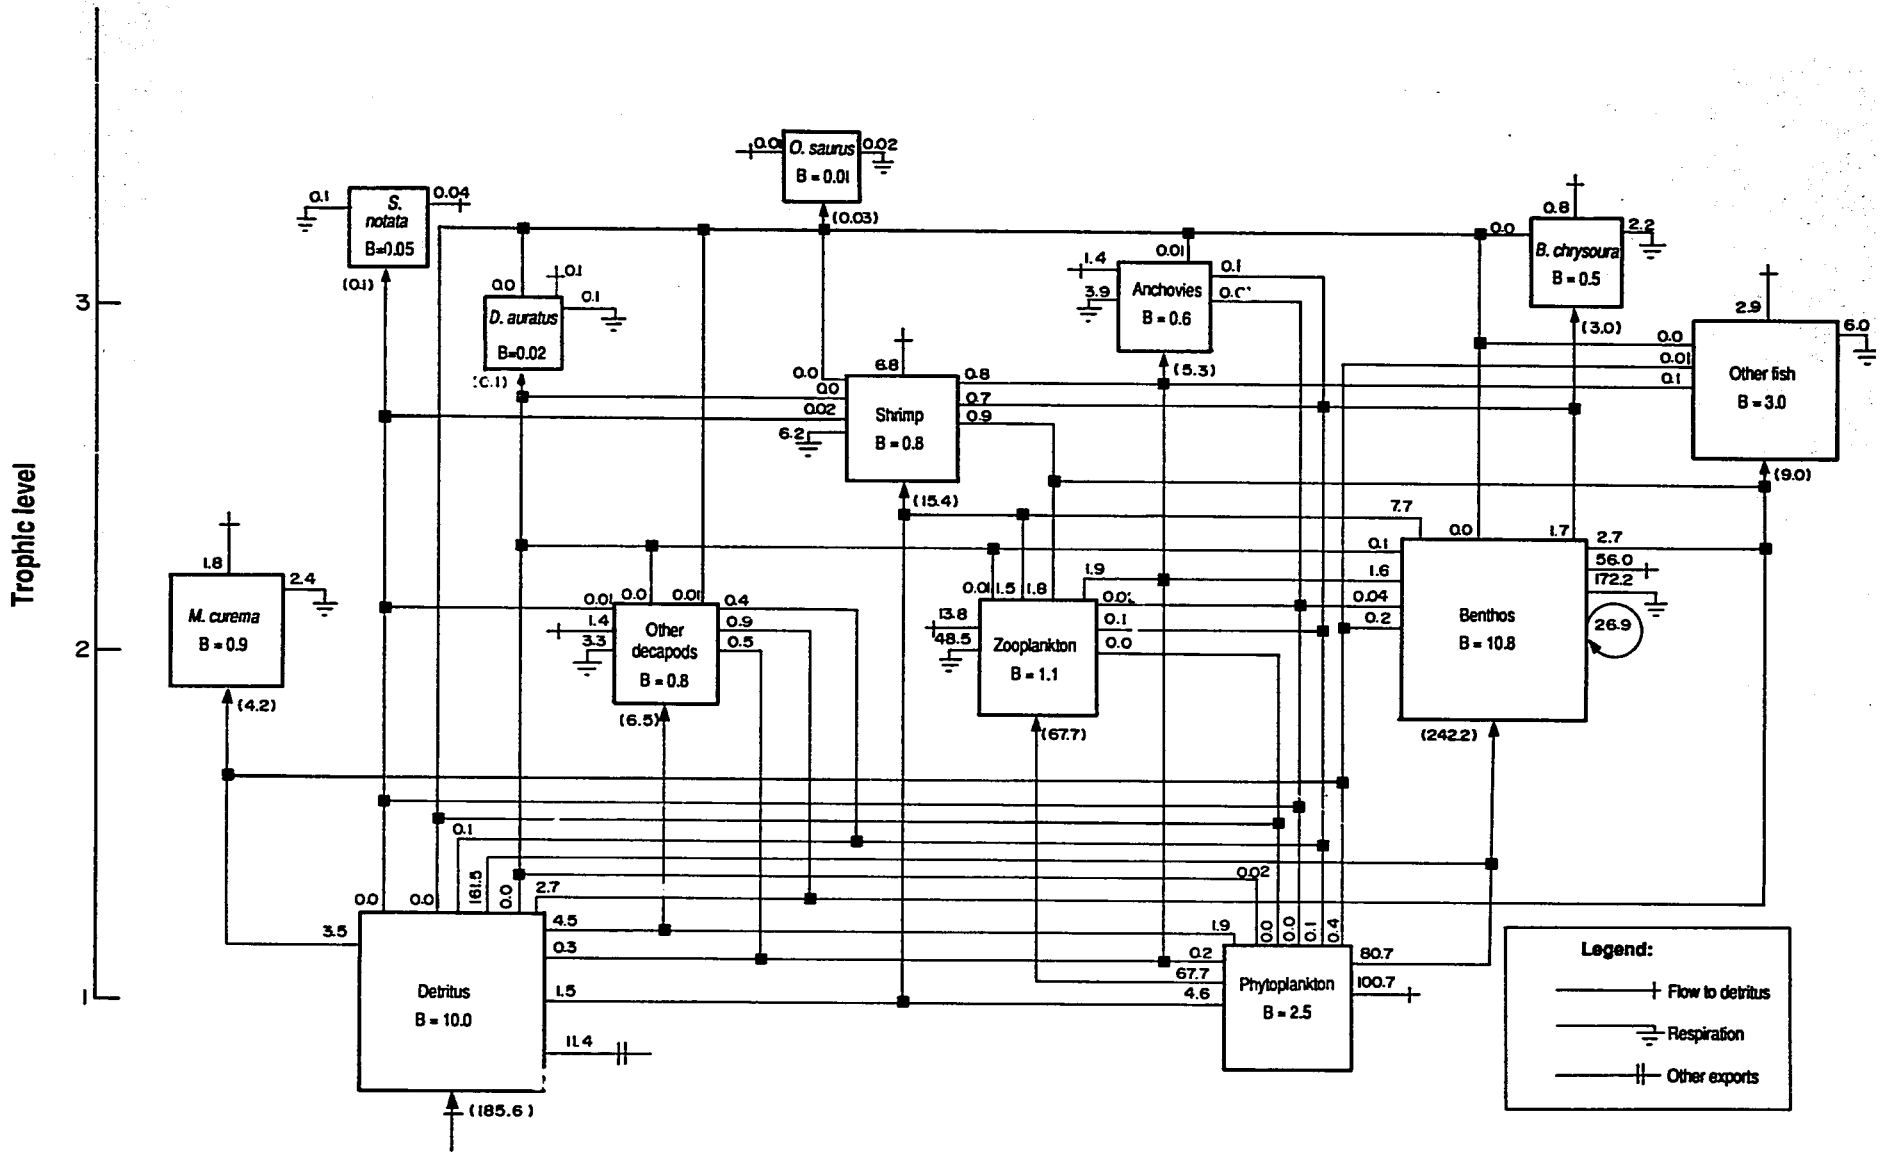 Trophic level
3
2
1
S.
notata
B=0.05
0.1
0.04
(0.1)
O. saurus
B = 0.01
0.02
(0.03)
D. auratus
B=0.02
0.0
0.1
0.1
Anchovies
B = 0.6
0.01
1.4
3.9
0.1
(5.3)
B. chrysoura
B = 0.5
0.0
0.8
2.2
(3.0)
Other fish
B = 3.0
2.9
6.0
0.0
0.01
0.1
(9.0)
Shrimp
B = 0.8
6.8
0.0
0.0
0.02
6.2
0.8
0.7
0.9
(15.4)
M. curema
B = 0.9
1.8
2.4
(4.2)
Other
decapods
B = 0.8
0.01
0.0
0.01
0.4
1.4
0.9
3.3
0.5
(6.5)
Zooplankton
B = 1.1
0.01
1.5
1.8
1.9
13.8
48.5
0.1
0.0
(67.7)
Benthos
B = 10.8
7.7
0.0
1.7
2.7
0.1
56.0
1.6
172.2
0.04
0.2
26.9
(242.2)
Detritus
B = 10.0
0.0
0.0
0.1
161.5
0.0
2.7
3.5
4.5
0.3
1.5
11.4
(185.6)
Phytoplankton
B = 2.5
1.9
0.02
0.0
0.0
0.1
0.4
0.2
67.7
4.6
80.7
100.7
Legend:
Flow to detritus
Respiration
Other exports